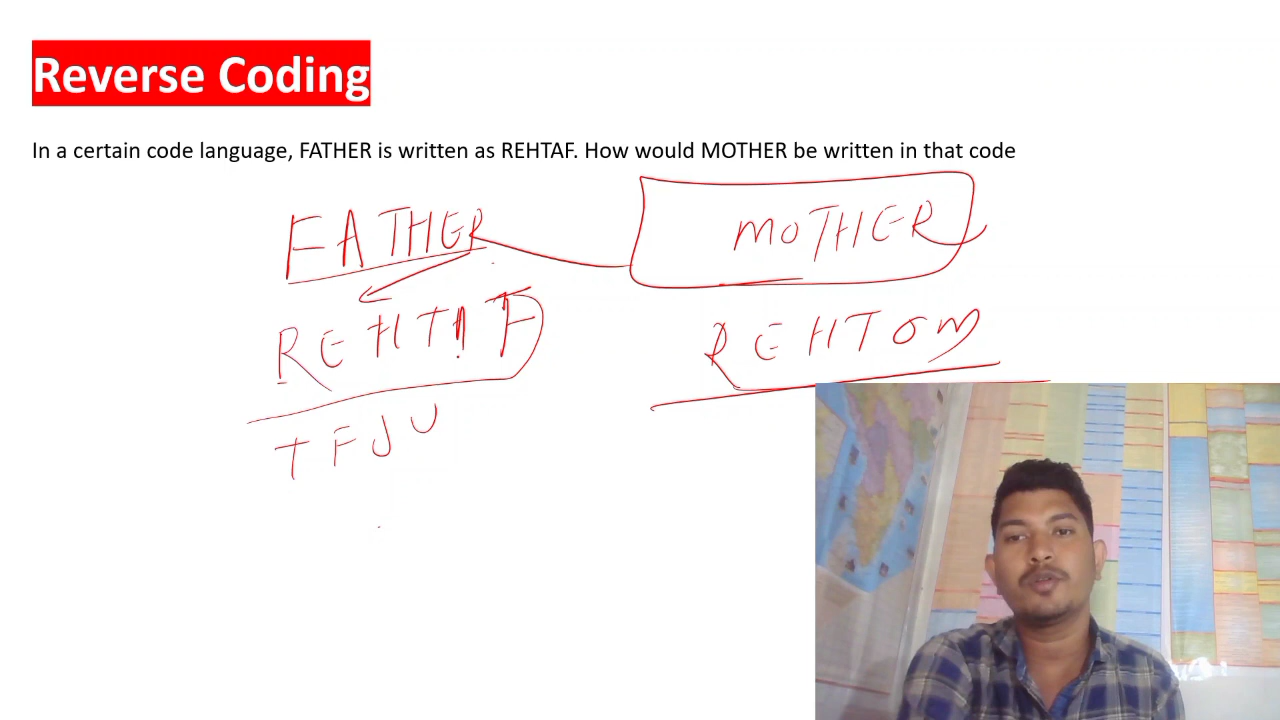 Reverse Coding
In a certain code language, FATHER is written as REHTAF. How would MOTHER be written in that code
FATHER MOTHER
REHTAF REHTOM
TFJU